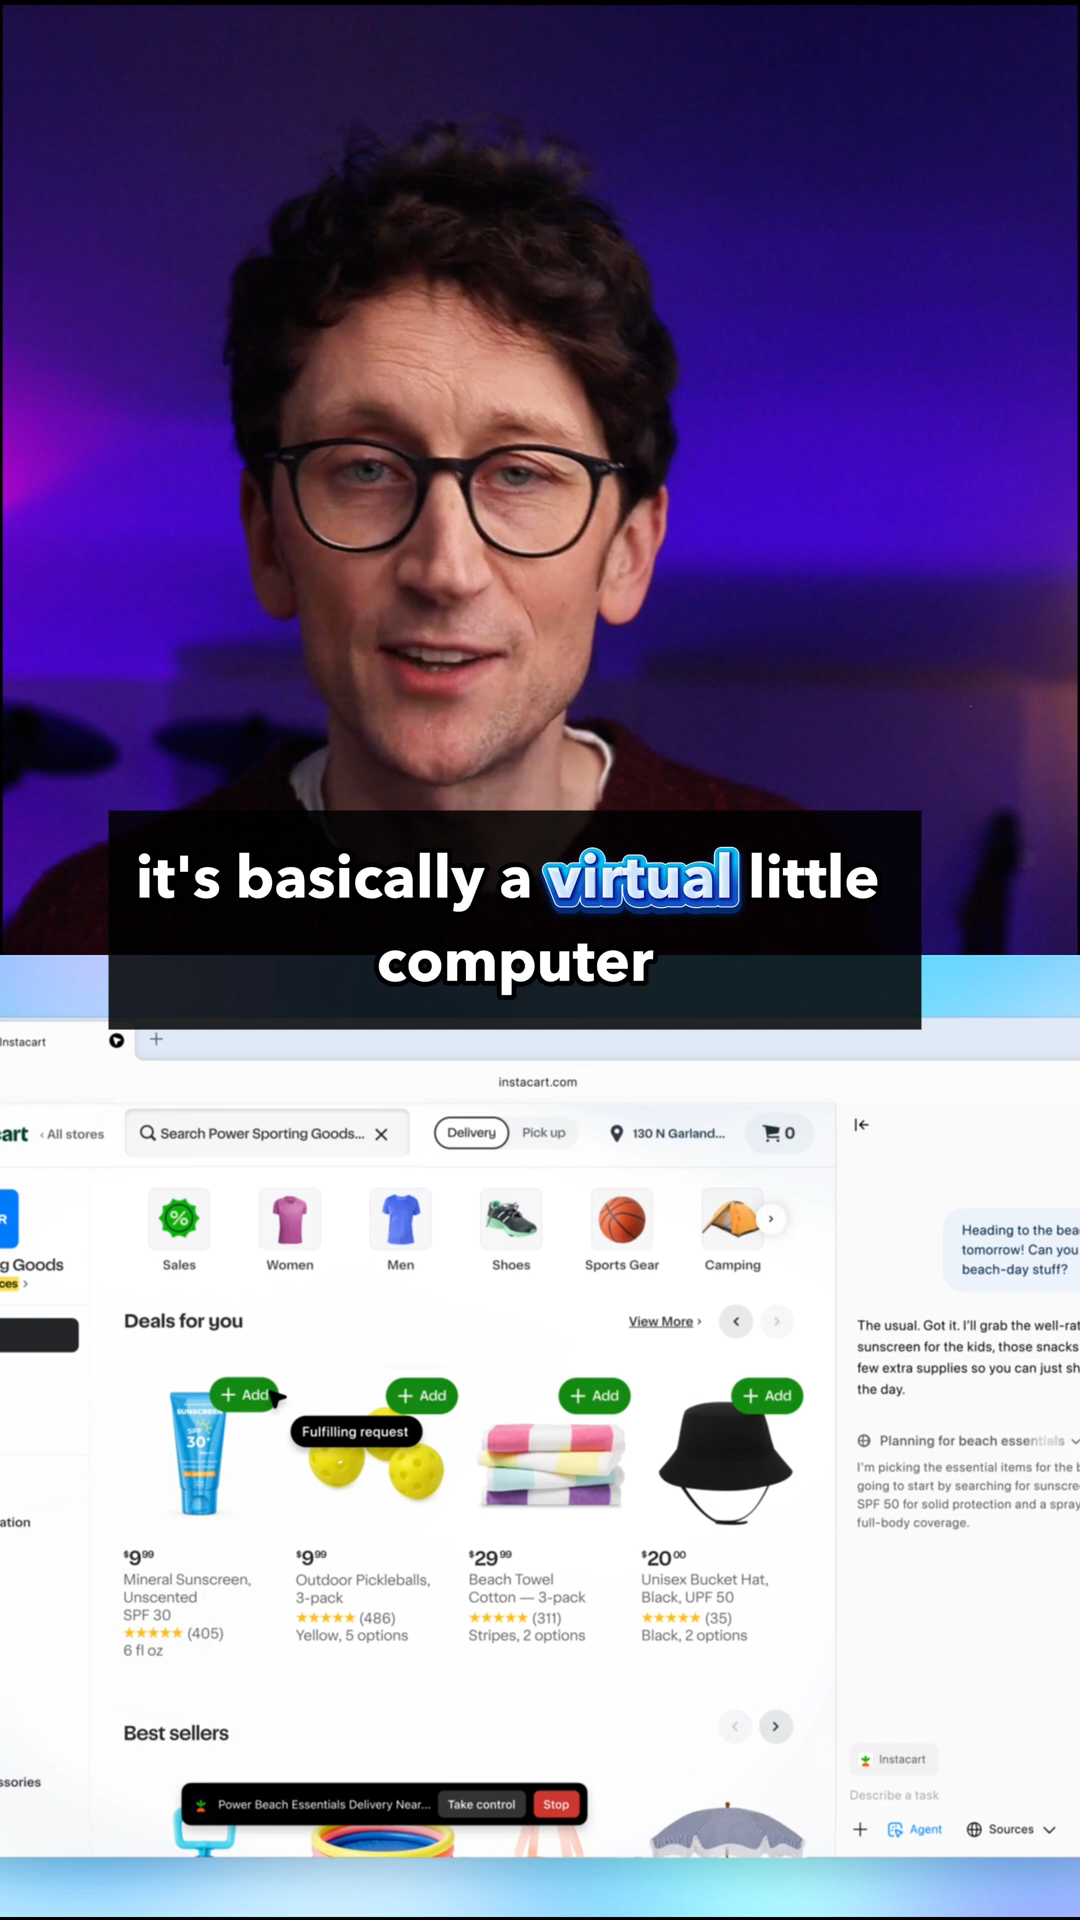 it's basically a virtual little
computer
Instacart
instacart.com
cart
All stores
Search Power Sporting Goods...
Delivery
Pick up
130 N Garland...
0
R
g Goods
ces
Sales
Women
Men
Shoes
Sports Gear
Camping
Deals for you
View More
+ Add
+ Add
+ Add
+ Add
SUNSCREEN
SPF
30+
Fulfilling request
$9.99
Mineral Sunscreen,
Unscented
SPF 30
★★★★★ (405)
6 fl oz
$9.99
Outdoor Pickleballs,
3-pack
★★★★★ (486)
Yellow, 5 options
$29.99
Beach Towel
Cotton — 3-pack
★★★★★ (311)
Stripes, 2 options
$20.00
Unisex Bucket Hat,
Black, UPF 50
★★★★★ (35)
Black, 2 options
ation
Best sellers
ssories
Power Beach Essentials Delivery Near...
Take control
Stop
Heading to the bea
tomorrow! Can you
beach-day stuff?
The usual. Got it. I'll grab the well-rat
sunscreen for the kids, those snacks
few extra supplies so you can just sh
the day.
Planning for beach essentials
I'm picking the essential items for the b
going to start by searching for sunscre
SPF 50 for solid protection and a spray
full-body coverage.
Instacart
Describe a task
+ Agent
Sources